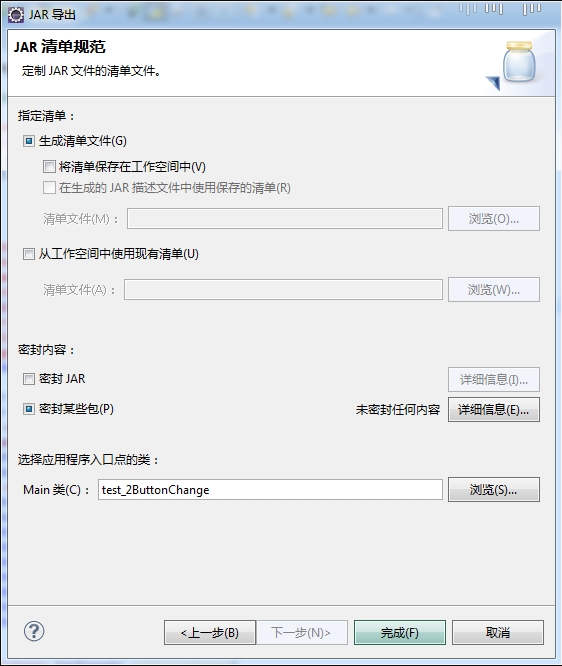 JAR 导出
JAR 清单规范
定制 JAR 文件的清单文件。
指定清单：
生成清单文件(G)
将清单保存在工作空间中(V)
在生成的 JAR 描述文件中使用保存的清单(R)
清单文件(M)： 浏览(O)...
从工作空间中使用现有清单(U)
清单文件(A)： 浏览(W)...
密封内容：
密封 JAR 详细信息(I)...
密封某些包(P) 未密封任何内容 详细信息(E)...
选择应用程序入口点的类：
Main 类(C)： test_2ButtonChange 浏览(S)...
? <上一步(B) 下一步(N)> 完成(F) 取消